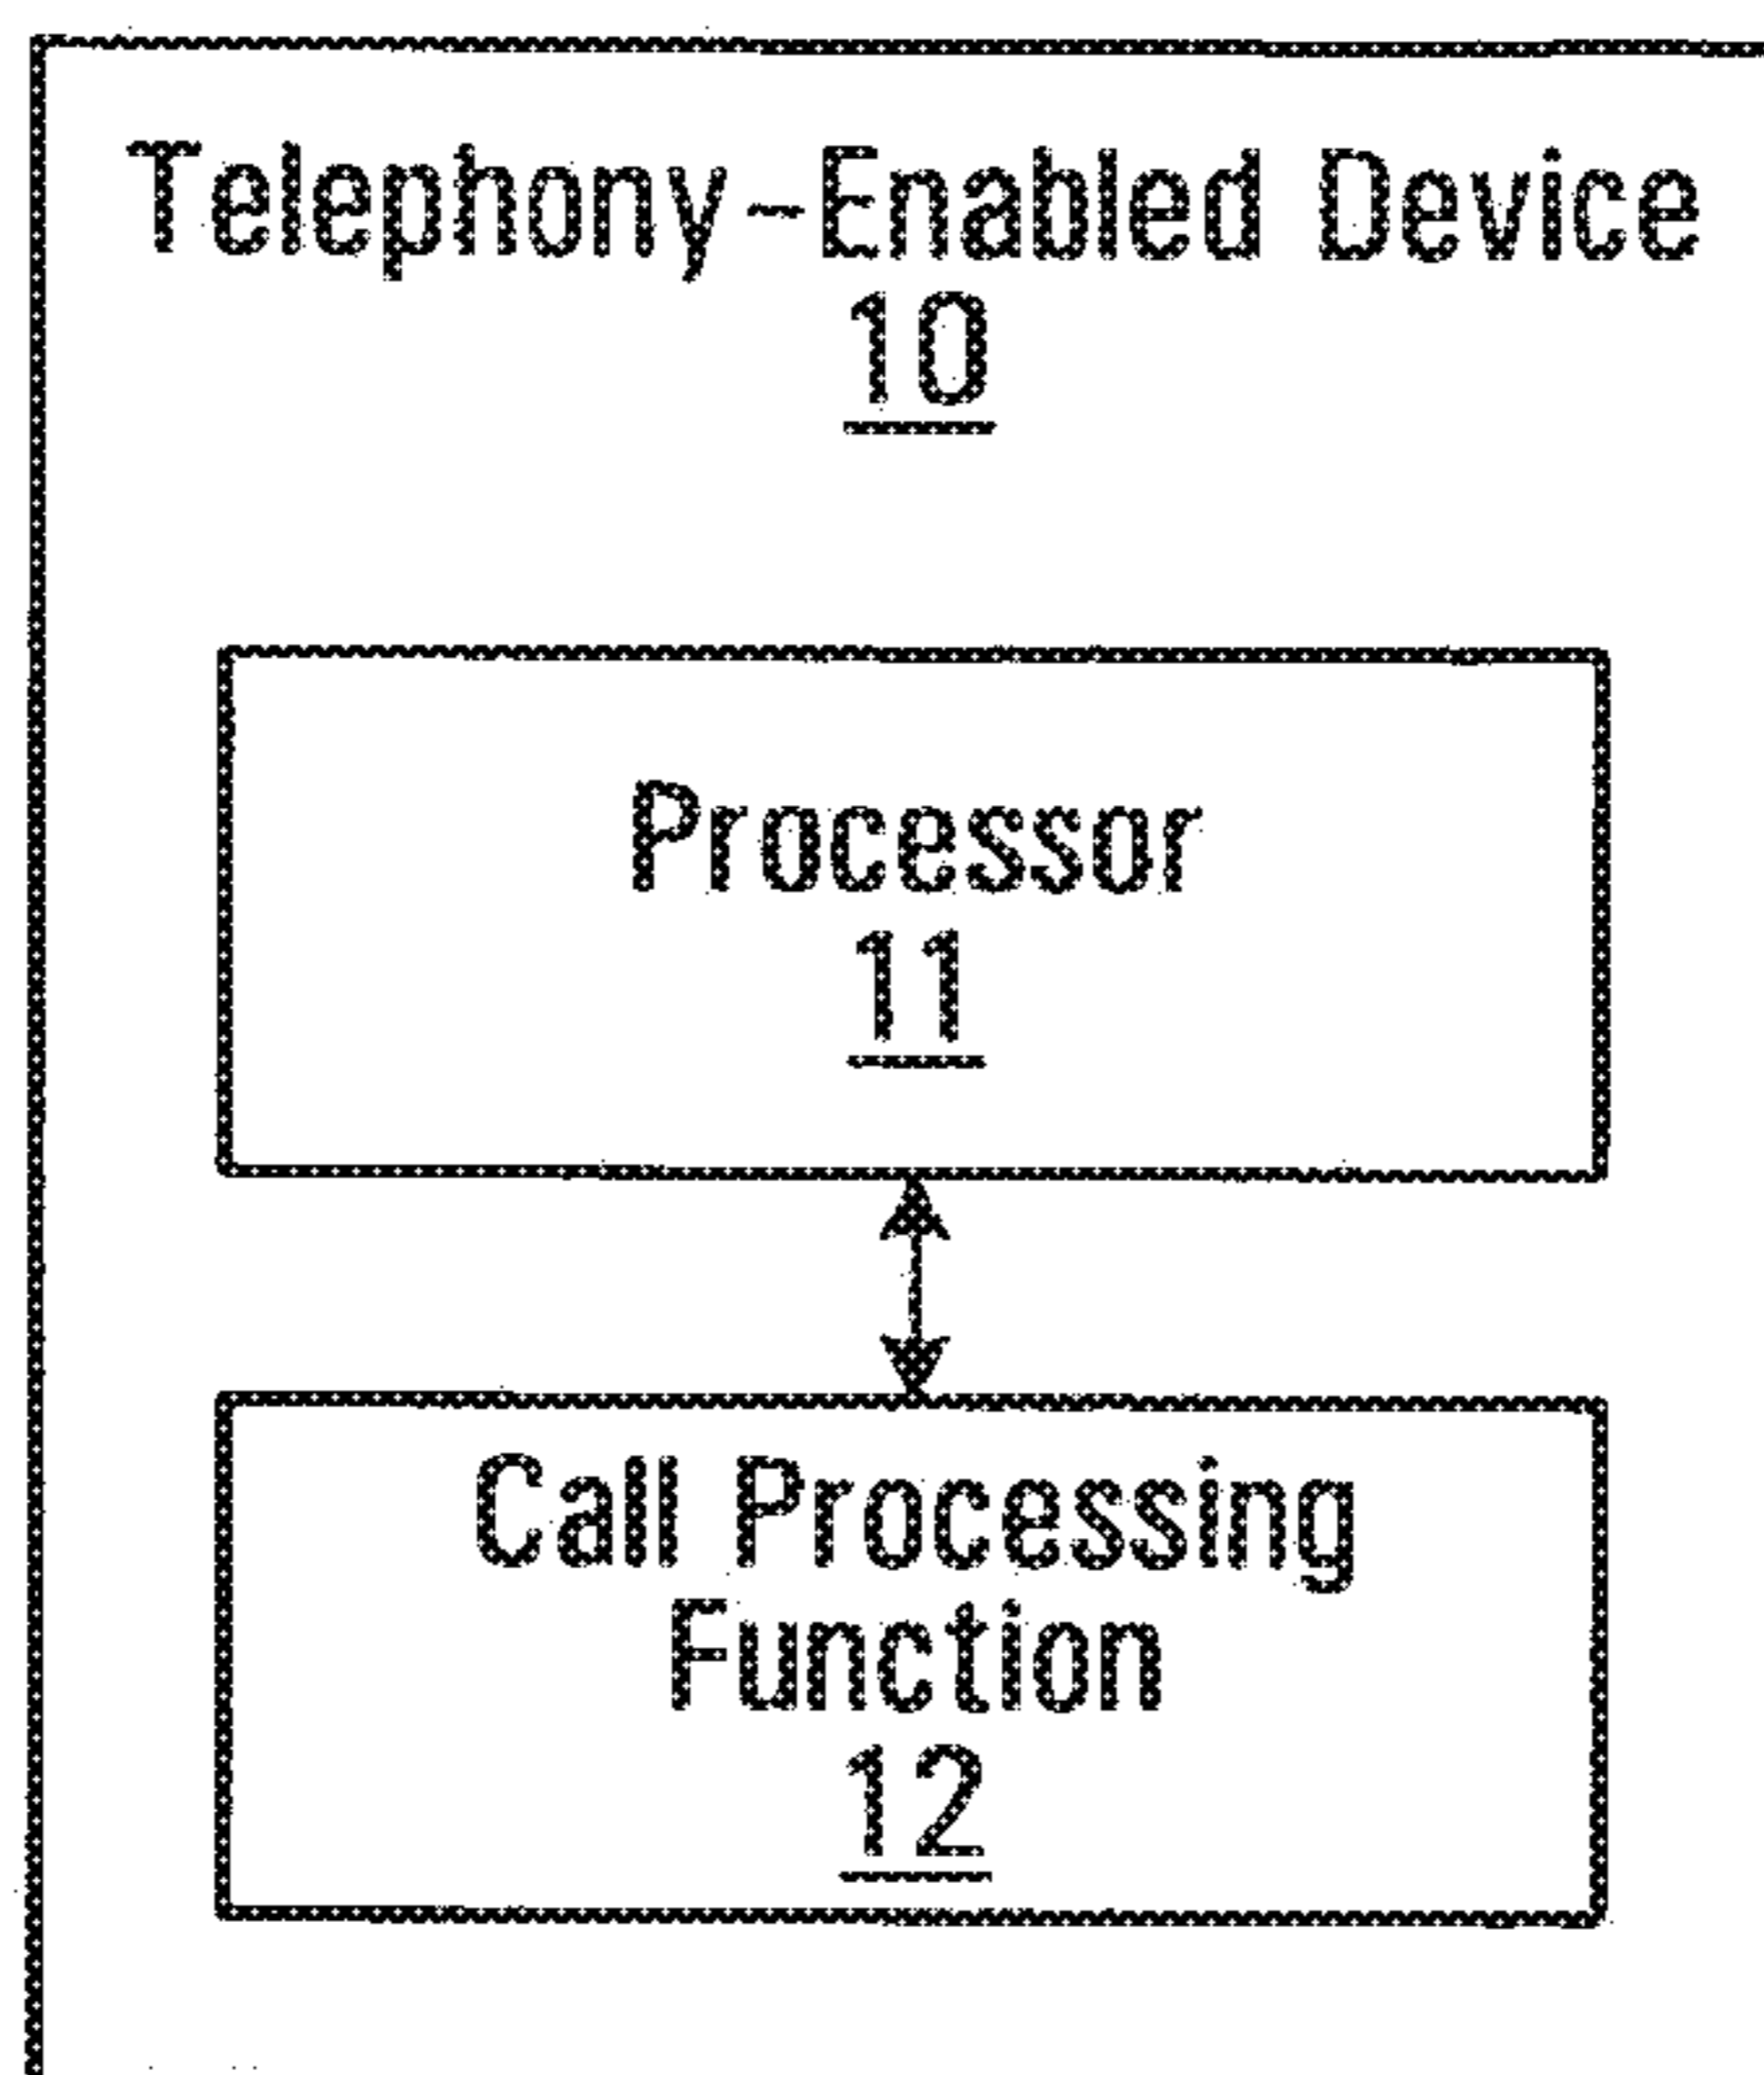 Telephony-Enabled Device
10
Processor
11
Call Processing
Function
12